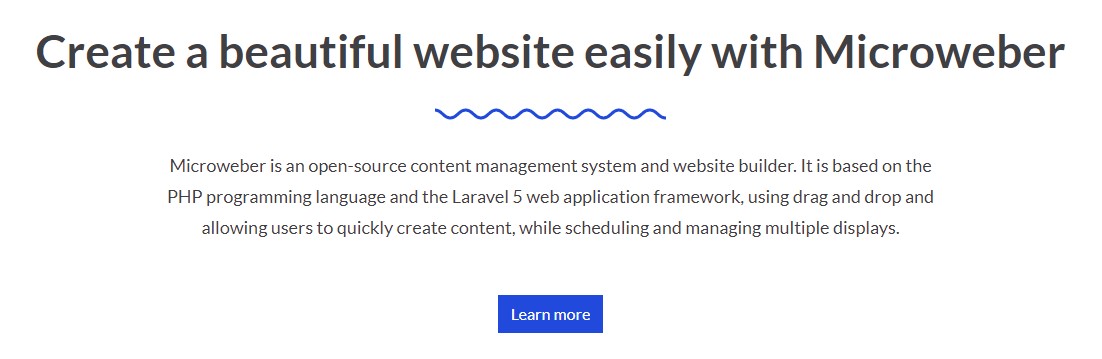 Create a beautiful website easily with Microweber
Microweber is an open-source content management system and website builder. It is based on the
PHP programming language and the Laravel 5 web application framework, using drag and drop and
allowing users to quickly create content, while scheduling and managing multiple displays.
Learn more